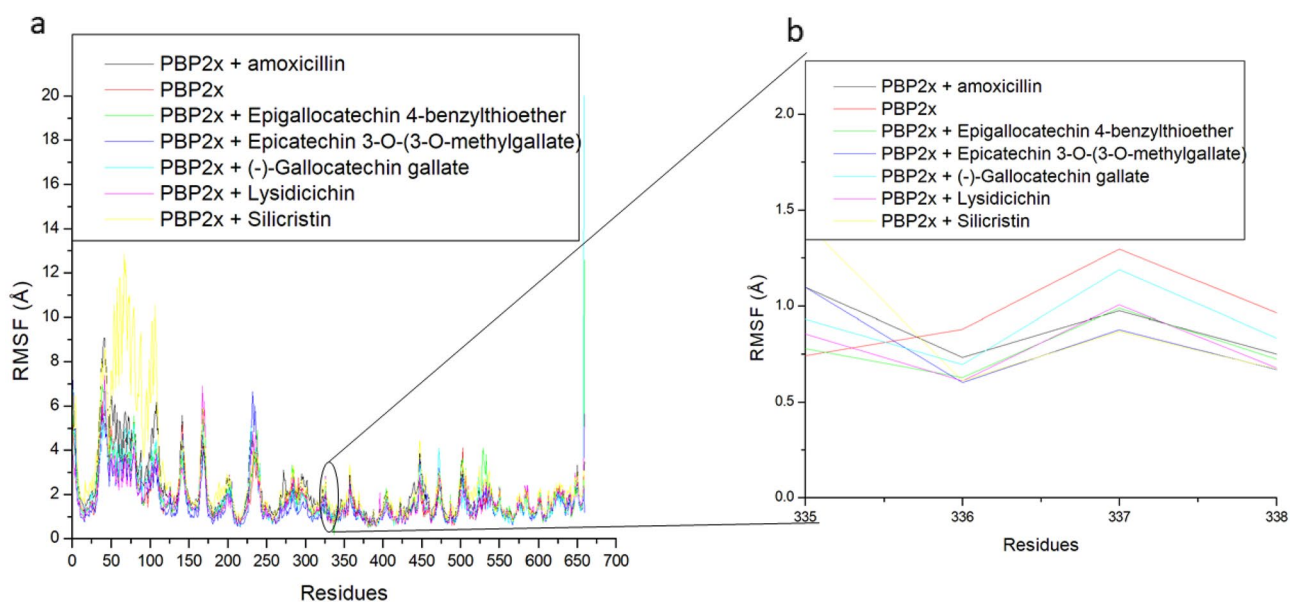 a
PBP2x + amoxicillin
PBP2x
PBP2x + Epigallocatechin 4-benzylthioether
PBP2x + Epicatechin 3-O-(3-O-methylgallate)
PBP2x + (-)-Gallocatechin gallate
PBP2x + Lysidicichin
PBP2x + Silicristin
20
18
16
14
12
10
8
6
4
2
0
RMSF (Å)
0 50 100 150 200 250 300 350 400 450 500 550 600 650 700
Residues
b
PBP2x + amoxicillin
PBP2x
PBP2x + Epigallocatechin 4-benzylthioether
PBP2x + Epicatechin 3-O-(3-O-methylgallate)
PBP2x + (-)-Gallocatechin gallate
PBP2x + Lysidicichin
PBP2x + Silicristin
2.0
1.5
1.0
0.5
0.0
RMSF (Å)
335 336 337 338
Residues